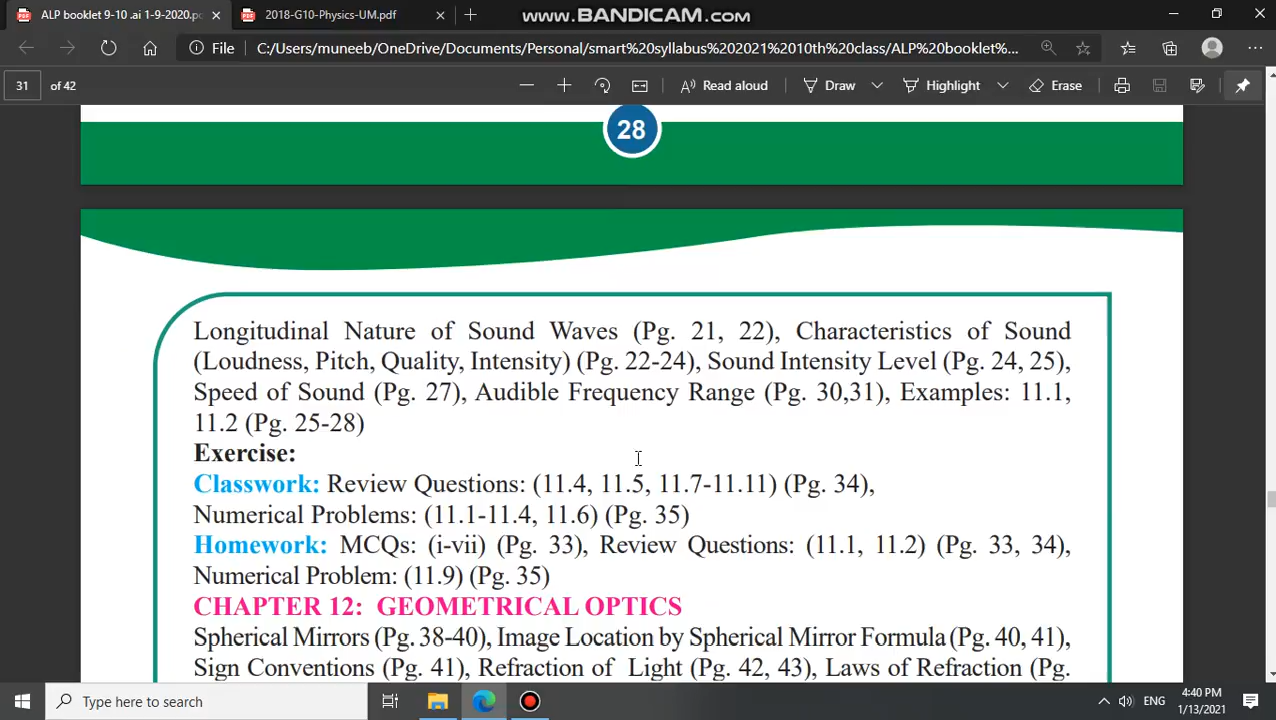 ALP booklet 9-10 .ai 1-9-2020.pc
2018-G10-Physics-UM.pdf
WWW.BANDICAM.COM
File
C:/Users/muneeb/OneDrive/Documents/Personal/smart%20syllabus%202021%2010th%20class/ALP%20booklet%...
31 of 42
Read aloud
Draw
Highlight
Erase
28
Longitudinal Nature of Sound Waves (Pg. 21, 22), Characteristics of Sound
(Loudness, Pitch, Quality, Intensity) (Pg. 22-24), Sound Intensity Level (Pg. 24, 25),
Speed of Sound (Pg. 27), Audible Frequency Range (Pg. 30,31), Examples: 11.1,
11.2 (Pg. 25-28)
Exercise:
Classwork: Review Questions: (11.4, 11.5, 11.7-11.11) (Pg. 34),
Numerical Problems: (11.1-11.4, 11.6) (Pg. 35)
Homework: MCQs: (i-vii) (Pg. 33), Review Questions: (11.1, 11.2) (Pg. 33, 34),
Numerical Problem: (11.9) (Pg. 35)
CHAPTER 12: GEOMETRICAL OPTICS
Spherical Mirrors (Pg. 38-40), Image Location by Spherical Mirror Formula (Pg. 40, 41),
Sign Conventions (Pg. 41), Refraction of Light (Pg. 42, 43), Laws of Refraction (Pg.
Type here to search
ENG
4:40 PM
1/13/2021